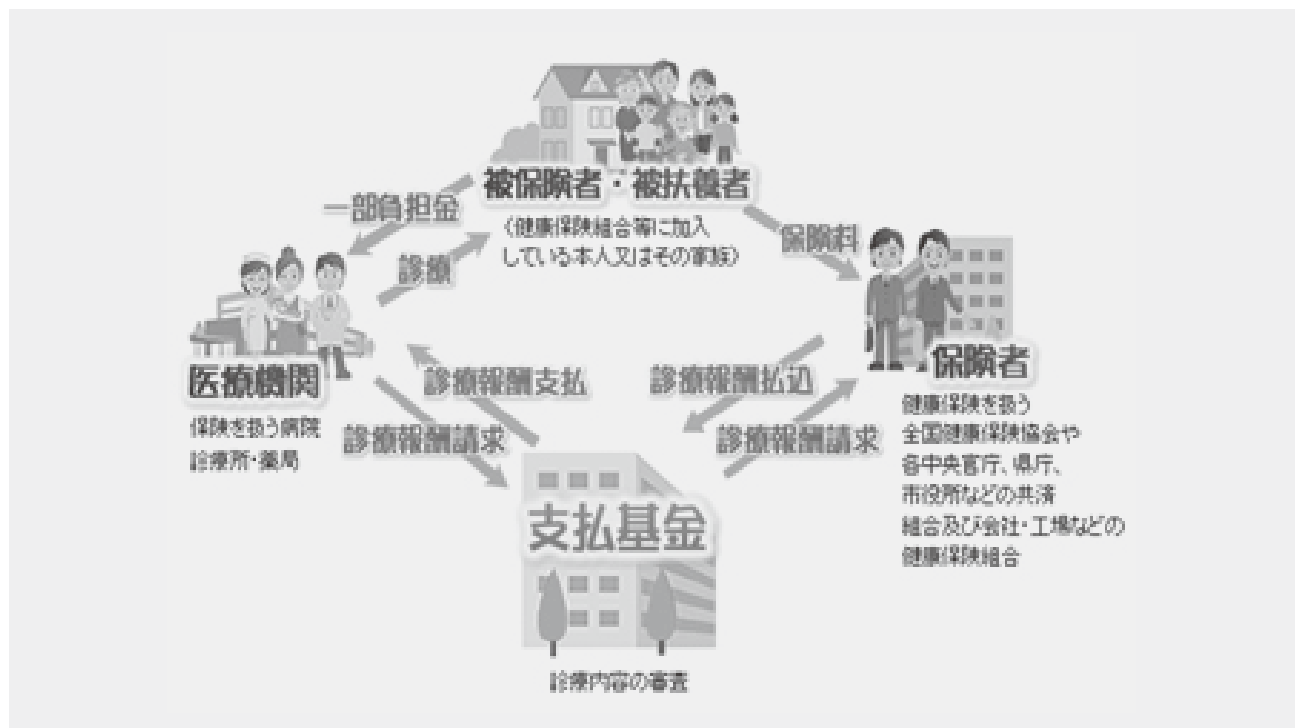 被保険者・被扶養者
(健康保険組合等に加入
している本人又はその家族)
一部負担金
診療
保険料
医療機関
保険を扱う病院
診療所・薬局
保険者
健康保険を扱う
全国健康保険協会や
各中央官庁、県庁、
市役所などの共済
組合及び会社・工場などの
健康保険組合
診療報酬支払
診療報酬請求
診療報酬払込
診療報酬請求
支払基金
診療内容の審査